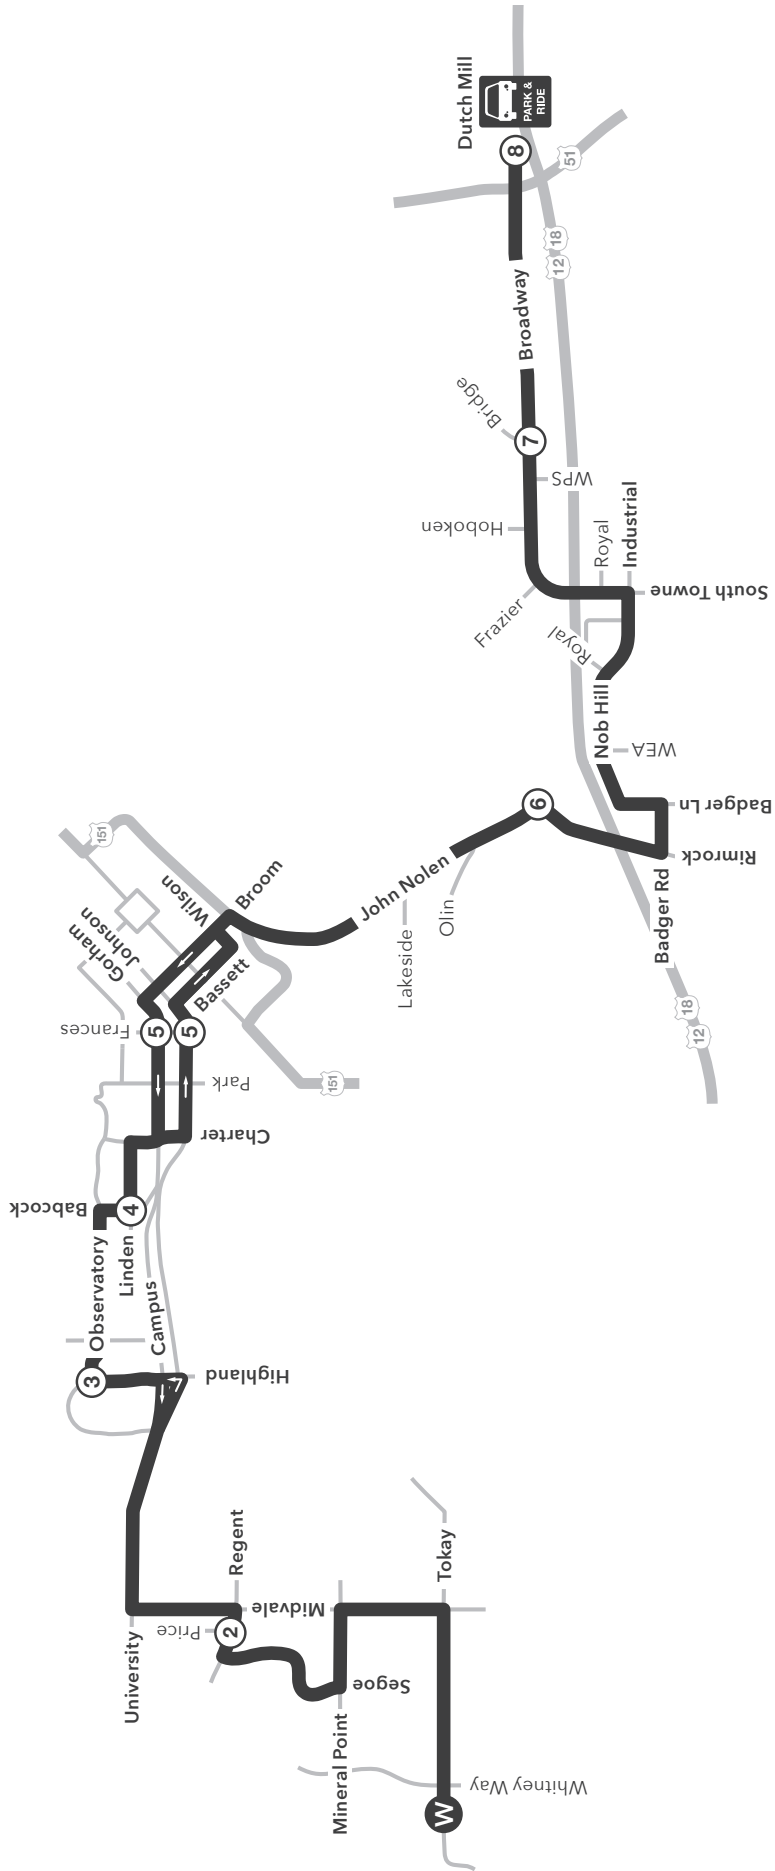 Dutch Mill
PARK &
RIDE
8
51
18
12
Broadway
Bridge
7
WPS
Hoboken
Royal
Industrial
South Towne
Frazier
Royal
Nob Hill
WEA
Badger Ln
6
Rimrock
Badger Rd
151
Broom
Wilson
John Nolen
Johnson
Gorham
Olin
Lakeside
Bassett
18
12
Frances
5
5
Park
151
Charter
Babcock
4
Observatory
Linden
Campus
3
Highland
Regent
Tokay
Midvale
Price
2
University
Segoe
Mineral Point
Whitney Way
W